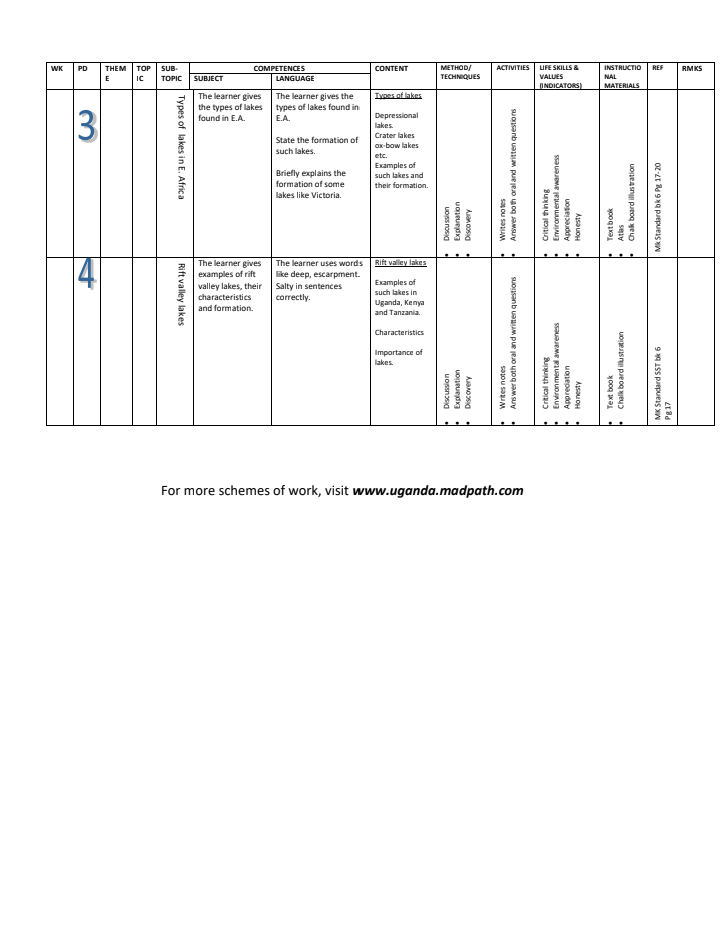 WK
PD
THEM
E
TOP
IC
SUB-
TOPIC
COMPETENCES
SUBJECT
LANGUAGE
CONTENT
METHOD/
TECHNIQUES
ACTIVITIES
LIFE SKILLS &
VALUES
(INDICATORS)
INSTRUCTIO
NAL
MATERIALS
REF
RMKS
3
Types of lakes in E. Africa
The learner gives
the types of lakes
found in E.A.
The learner gives the
types of lakes found in
E.A.
State the formation of
such lakes.
Briefly explains the
formation of some
lakes like Victoria.
Types of lakes
Depressional
lakes.
Crater lakes
ox-bow lakes
etc.
Examples of
such lakes and
their formation.
• Discussion
• Explanation
• Discovery
• Writes notes
• Answer both oral and written questions
• Critical thinking
• Environmental awareness
• Appreciation
• Honesty
• Text book
• Atlas
• Chalk board illustration
Mk Standard bk 6 Pg 17-20
4
Rift valley lakes
The learner gives
examples of rift
valley lakes, their
characteristics
and formation.
The learner uses words
like deep, escarpment.
Salty in sentences
correctly.
Rift valley lakes
Examples of
such lakes in
Uganda, Kenya
and Tanzania.
Characteristics
Importance of
lakes.
• Discussion
• Explanation
• Discovery
• Writes notes
• Answer both oral and written questions
• Critical thinking
• Environmental awareness
• Appreciation
• Honesty
• Text book
• Chalk board illustration
MK Standard SST bk 6
Pg 17
For more schemes of work, visit www.uganda.madpath.com